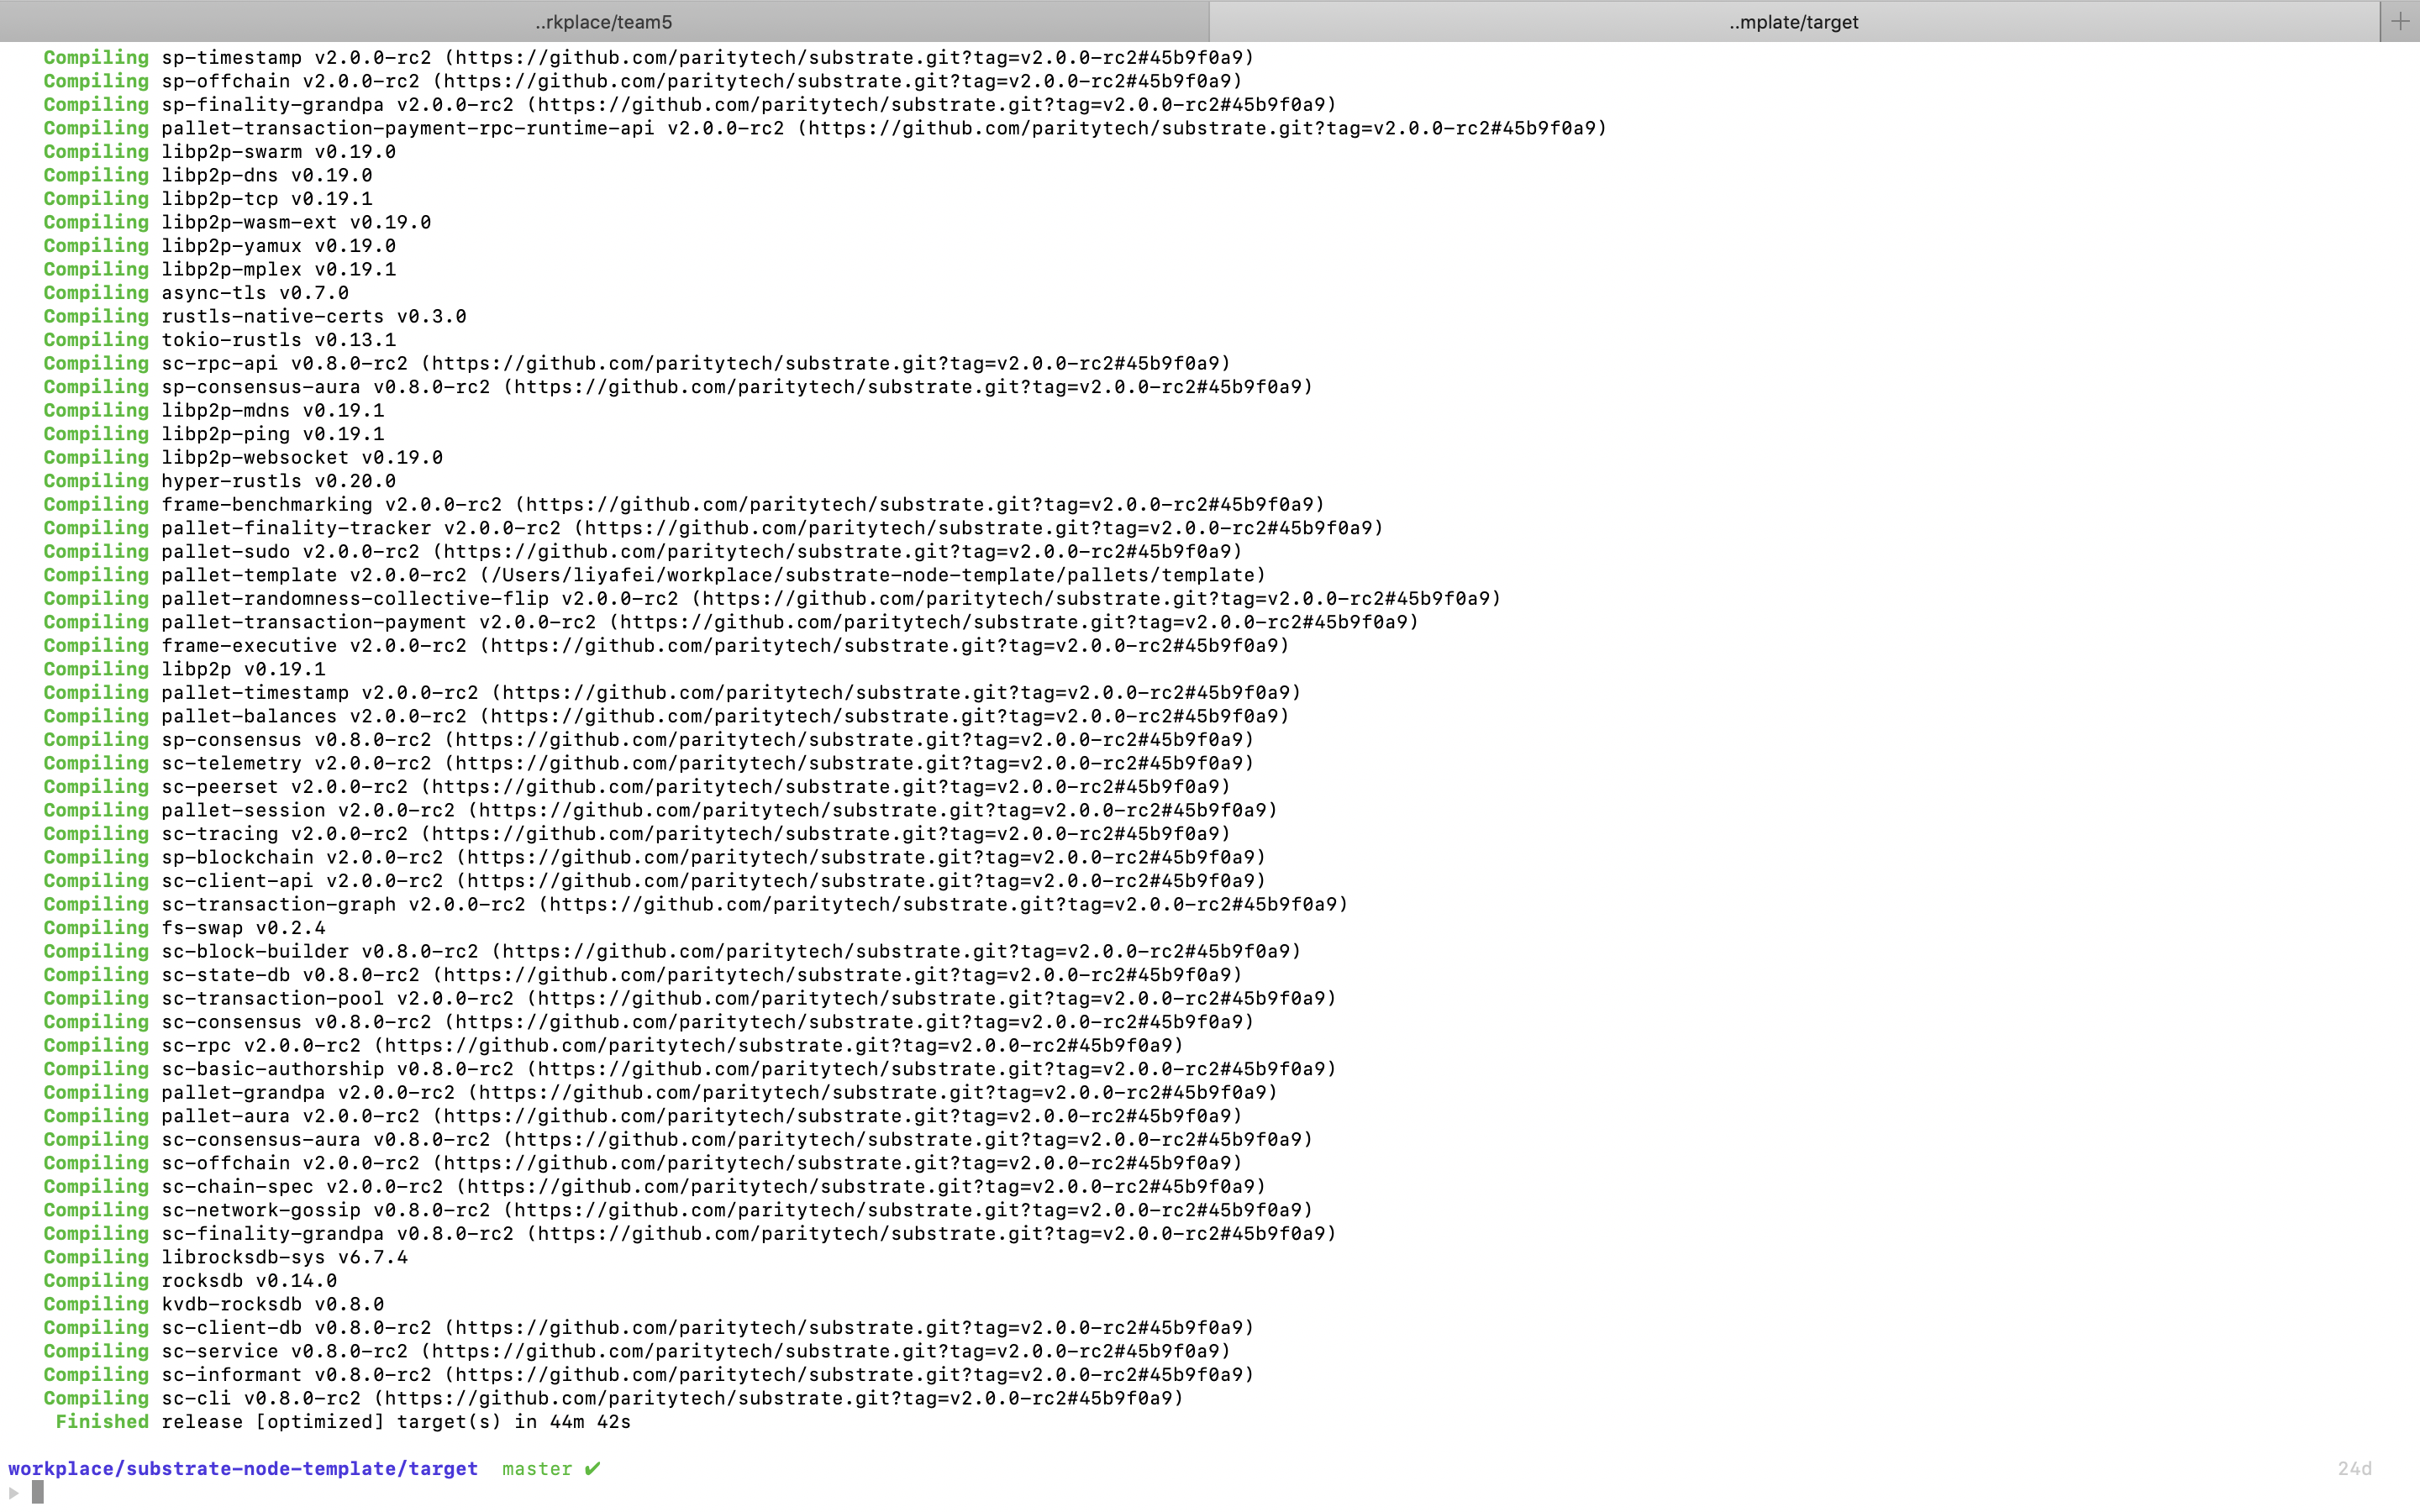 ..rkplace/team5
..mplate/target
+
Compiling sp-timestamp v2.0.0-rc2 (https://github.com/paritytech/substrate.git?tag=v2.0.0-rc2#45b9f0a9)
Compiling sp-offchain v2.0.0-rc2 (https://github.com/paritytech/substrate.git?tag=v2.0.0-rc2#45b9f0a9)
Compiling sp-finality-grandpa v2.0.0-rc2 (https://github.com/paritytech/substrate.git?tag=v2.0.0-rc2#45b9f0a9)
Compiling pallet-transaction-payment-rpc-runtime-api v2.0.0-rc2 (https://github.com/paritytech/substrate.git?tag=v2.0.0-rc2#45b9f0a9)
Compiling libp2p-swarm v0.19.0
Compiling libp2p-dns v0.19.0
Compiling libp2p-tcp v0.19.1
Compiling libp2p-wasm-ext v0.19.0
Compiling libp2p-yamux v0.19.0
Compiling libp2p-mplex v0.19.1
Compiling async-tls v0.7.0
Compiling rustls-native-certs v0.3.0
Compiling tokio-rustls v0.13.1
Compiling sc-rpc-api v0.8.0-rc2 (https://github.com/paritytech/substrate.git?tag=v2.0.0-rc2#45b9f0a9)
Compiling sp-consensus-aura v0.8.0-rc2 (https://github.com/paritytech/substrate.git?tag=v2.0.0-rc2#45b9f0a9)
Compiling libp2p-mdns v0.19.1
Compiling libp2p-ping v0.19.1
Compiling libp2p-websocket v0.19.0
Compiling hyper-rustls v0.20.0
Compiling frame-benchmarking v2.0.0-rc2 (https://github.com/paritytech/substrate.git?tag=v2.0.0-rc2#45b9f0a9)
Compiling pallet-finality-tracker v2.0.0-rc2 (https://github.com/paritytech/substrate.git?tag=v2.0.0-rc2#45b9f0a9)
Compiling pallet-sudo v2.0.0-rc2 (https://github.com/paritytech/substrate.git?tag=v2.0.0-rc2#45b9f0a9)
Compiling pallet-template v2.0.0-rc2 (/Users/liyafei/workplace/substrate-node-template/pallets/template)
Compiling pallet-randomness-collective-flip v2.0.0-rc2 (https://github.com/paritytech/substrate.git?tag=v2.0.0-rc2#45b9f0a9)
Compiling pallet-transaction-payment v2.0.0-rc2 (https://github.com/paritytech/substrate.git?tag=v2.0.0-rc2#45b9f0a9)
Compiling frame-executive v2.0.0-rc2 (https://github.com/paritytech/substrate.git?tag=v2.0.0-rc2#45b9f0a9)
Compiling libp2p v0.19.1
Compiling pallet-timestamp v2.0.0-rc2 (https://github.com/paritytech/substrate.git?tag=v2.0.0-rc2#45b9f0a9)
Compiling pallet-balances v2.0.0-rc2 (https://github.com/paritytech/substrate.git?tag=v2.0.0-rc2#45b9f0a9)
Compiling sp-consensus v0.8.0-rc2 (https://github.com/paritytech/substrate.git?tag=v2.0.0-rc2#45b9f0a9)
Compiling sc-telemetry v2.0.0-rc2 (https://github.com/paritytech/substrate.git?tag=v2.0.0-rc2#45b9f0a9)
Compiling sc-peerset v2.0.0-rc2 (https://github.com/paritytech/substrate.git?tag=v2.0.0-rc2#45b9f0a9)
Compiling pallet-session v2.0.0-rc2 (https://github.com/paritytech/substrate.git?tag=v2.0.0-rc2#45b9f0a9)
Compiling sc-tracing v2.0.0-rc2 (https://github.com/paritytech/substrate.git?tag=v2.0.0-rc2#45b9f0a9)
Compiling sp-blockchain v2.0.0-rc2 (https://github.com/paritytech/substrate.git?tag=v2.0.0-rc2#45b9f0a9)
Compiling sc-client-api v2.0.0-rc2 (https://github.com/paritytech/substrate.git?tag=v2.0.0-rc2#45b9f0a9)
Compiling sc-transaction-graph v2.0.0-rc2 (https://github.com/paritytech/substrate.git?tag=v2.0.0-rc2#45b9f0a9)
Compiling fs-swap v0.2.4
Compiling sc-block-builder v0.8.0-rc2 (https://github.com/paritytech/substrate.git?tag=v2.0.0-rc2#45b9f0a9)
Compiling sc-state-db v0.8.0-rc2 (https://github.com/paritytech/substrate.git?tag=v2.0.0-rc2#45b9f0a9)
Compiling sc-transaction-pool v2.0.0-rc2 (https://github.com/paritytech/substrate.git?tag=v2.0.0-rc2#45b9f0a9)
Compiling sc-consensus v0.8.0-rc2 (https://github.com/paritytech/substrate.git?tag=v2.0.0-rc2#45b9f0a9)
Compiling sc-rpc v2.0.0-rc2 (https://github.com/paritytech/substrate.git?tag=v2.0.0-rc2#45b9f0a9)
Compiling sc-basic-authorship v0.8.0-rc2 (https://github.com/paritytech/substrate.git?tag=v2.0.0-rc2#45b9f0a9)
Compiling pallet-grandpa v2.0.0-rc2 (https://github.com/paritytech/substrate.git?tag=v2.0.0-rc2#45b9f0a9)
Compiling pallet-aura v2.0.0-rc2 (https://github.com/paritytech/substrate.git?tag=v2.0.0-rc2#45b9f0a9)
Compiling sc-consensus-aura v0.8.0-rc2 (https://github.com/paritytech/substrate.git?tag=v2.0.0-rc2#45b9f0a9)
Compiling sc-offchain v2.0.0-rc2 (https://github.com/paritytech/substrate.git?tag=v2.0.0-rc2#45b9f0a9)
Compiling sc-chain-spec v2.0.0-rc2 (https://github.com/paritytech/substrate.git?tag=v2.0.0-rc2#45b9f0a9)
Compiling sc-network-gossip v0.8.0-rc2 (https://github.com/paritytech/substrate.git?tag=v2.0.0-rc2#45b9f0a9)
Compiling sc-finality-grandpa v0.8.0-rc2 (https://github.com/paritytech/substrate.git?tag=v2.0.0-rc2#45b9f0a9)
Compiling librocksdb-sys v6.7.4
Compiling rocksdb v0.14.0
Compiling kvdb-rocksdb v0.8.0
Compiling sc-client-db v0.8.0-rc2 (https://github.com/paritytech/substrate.git?tag=v2.0.0-rc2#45b9f0a9)
Compiling sc-service v0.8.0-rc2 (https://github.com/paritytech/substrate.git?tag=v2.0.0-rc2#45b9f0a9)
Compiling sc-informant v0.8.0-rc2 (https://github.com/paritytech/substrate.git?tag=v2.0.0-rc2#45b9f0a9)
Compiling sc-cli v0.8.0-rc2 (https://github.com/paritytech/substrate.git?tag=v2.0.0-rc2#45b9f0a9)
Finished release [optimized] target(s) in 44m 42s
workplace/substrate-node-template/target master ✔ 24d